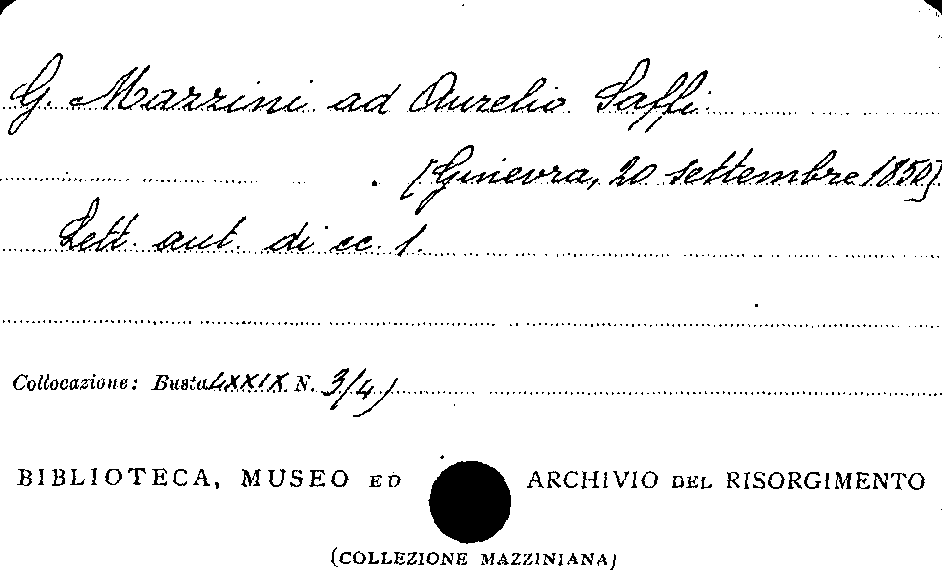 G. Mazzini ad Aurelio Saffi.
[Ginevra, 20 settembre 1850]
Lett. aut. di cc. 1.
Collocazione: Busta LXXIX N. 3/4)
BIBLIOTECA, MUSEO ED ARCHIVIO DEL RISORGIMENTO
(COLLEZIONE MAZZINIANA)